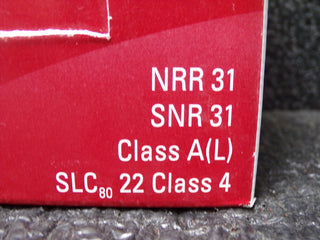 NRR 31
SNR 31
Class A(L)
SLC₈₀ 22 Class 4